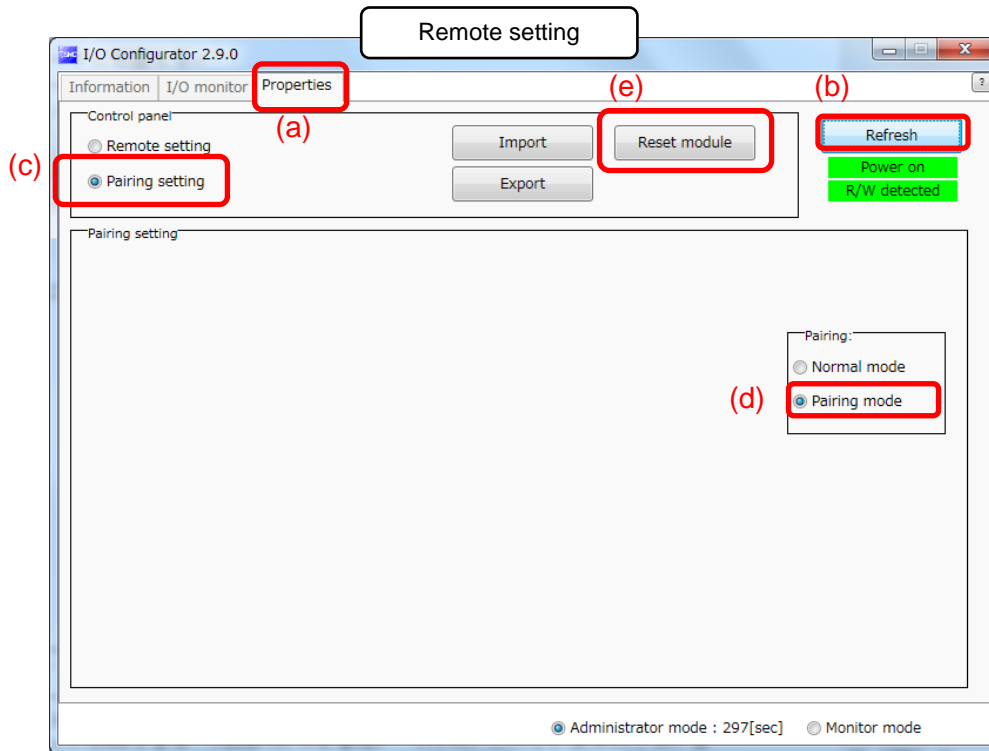 Remote setting
I/O Configurator 2.9.0
Information
I/O monitor
Properties
?
(a)
(e)
(b)
Control panel
Remote setting
Import
Reset module
Refresh
(c)
Pairing setting
Export
Power on
R/W detected
Pairing setting
Pairing:
Normal mode
(d)
Pairing mode
Administrator mode : 297[sec]
Monitor mode